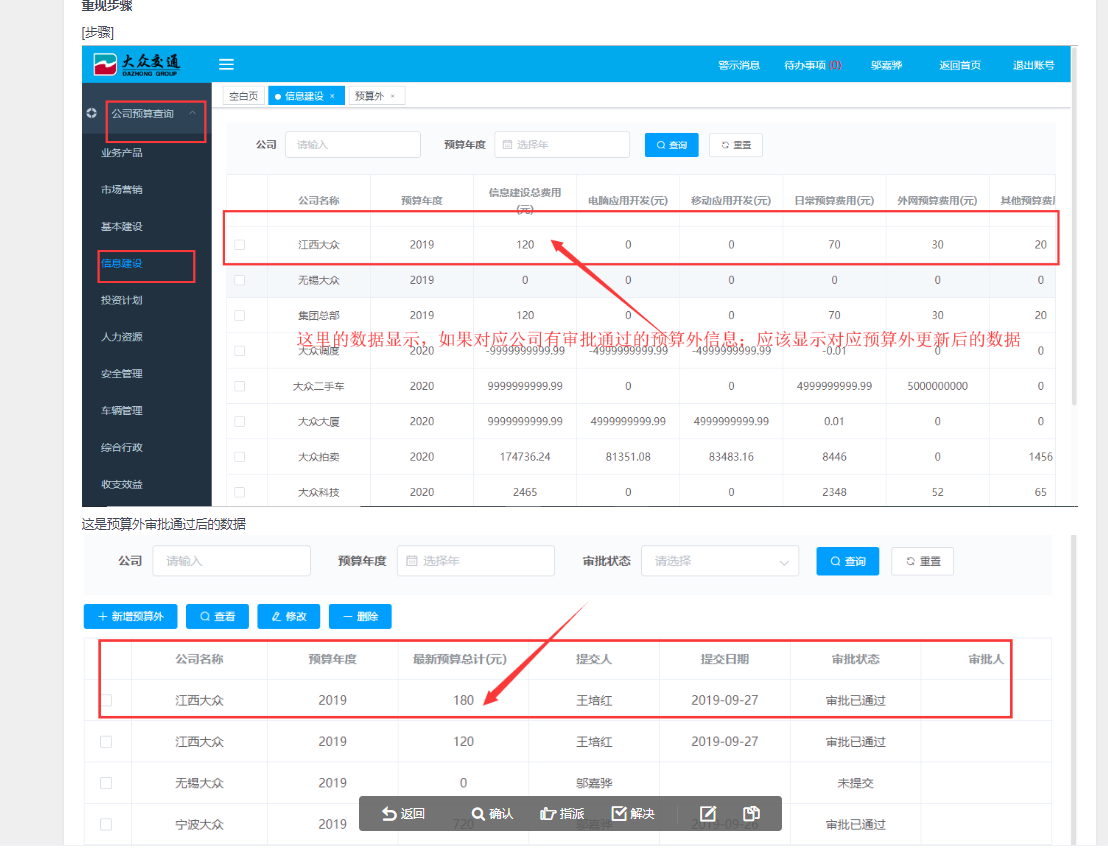 重现步骤
[步骤]
大众交通
DAZHONG GROUP
警示消息 待办事项(0) 邬嘉骅 返回首页 退出账号
空白页 信息建设 × 预算外 ×
公司预算查询
业务产品
市场营销
基本建设
信息建设
投资计划
人力资源
安全管理
车辆管理
综合行政
收支效益
公司 请输入 预算年度 选择年 查询 重置
公司名称 预算年度 信息建设总费用(元) 电脑应用开发(元) 移动应用开发(元) 日常预算费用(元) 外网预算费用(元) 其他预算费
江西大众 2019 120 0 0 70 30 20
无锡大众 2019 0 0 0 0 0 0
集团总部 2019 120 0 0 70 30 20
这里的数据显示，如果对应公司有审批通过的预算外信息；应该显示对应预算外更新后的数据
大众调度 2020 -9999999999.99 -4999999999.99 -4999999999.99 -0.01 0 0
大众二手车 2020 9999999999.99 0 0 4999999999.99 5000000000 0
大众大厦 2020 9999999999.99 4999999999.99 4999999999.99 0.01 0 0
大众拍卖 2020 174736.24 81351.08 83483.16 8446 0 1456
大众科技 2020 2465 0 0 2348 52 65
这是预算外审批通过后的数据
公司 请输入 预算年度 选择年 审批状态 请选择 查询 重置
新增预算外 查看 修改 删除
公司名称 预算年度 最新预算总计(元) 提交人 提交日期 审批状态 审批人
江西大众 2019 180 王培红 2019-09-27 审批已通过
江西大众 2019 120 王培红 2019-09-27 审批已通过
无锡大众 2019 0 邬嘉骅 未提交
宁波大众 2019 720 邬嘉骅 2019-09-26 审批已通过
返回 确认 指派 解决